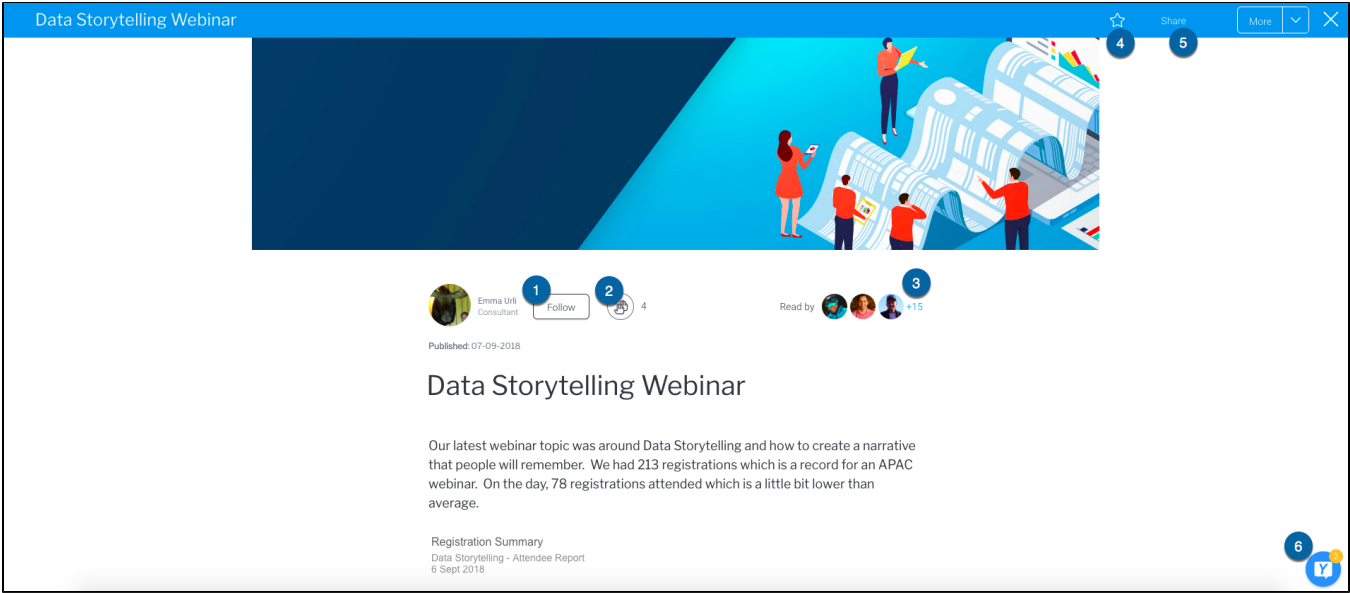 Data Storytelling Webinar
Share
More
4
5
1
2
3
Emma Urli
Consultant
Follow
4
Read by
+15
Published: 07-09-2018
Data Storytelling Webinar
Our latest webinar topic was around Data Storytelling and how to create a narrative
that people will remember. We had 213 registrations which is a record for an APAC
webinar. On the day, 78 registrations attended which is a little bit lower than
average.
Registration Summary
Data Storytelling - Attendee Report
6 Sept 2018
6
2
Y